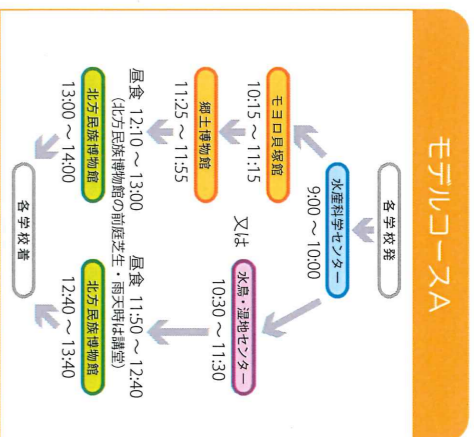 モデルコースA
各学校発
水産科学センター
9:00 ～ 10:00
モヨロ貝塚館
10:15 ～ 11:15
郷土博物館
11:25 ～ 11:55
昼食 12:10 ～ 13:00
(北方民族博物館の前庭芝生・雨天時は講堂)
北方民族博物館
13:00 ～ 14:00
又は
水鳥・湿地センター
10:30 ～ 11:30
昼食 11:50 ～ 12:40
北方民族博物館
12:40 ～ 13:40
各学校着